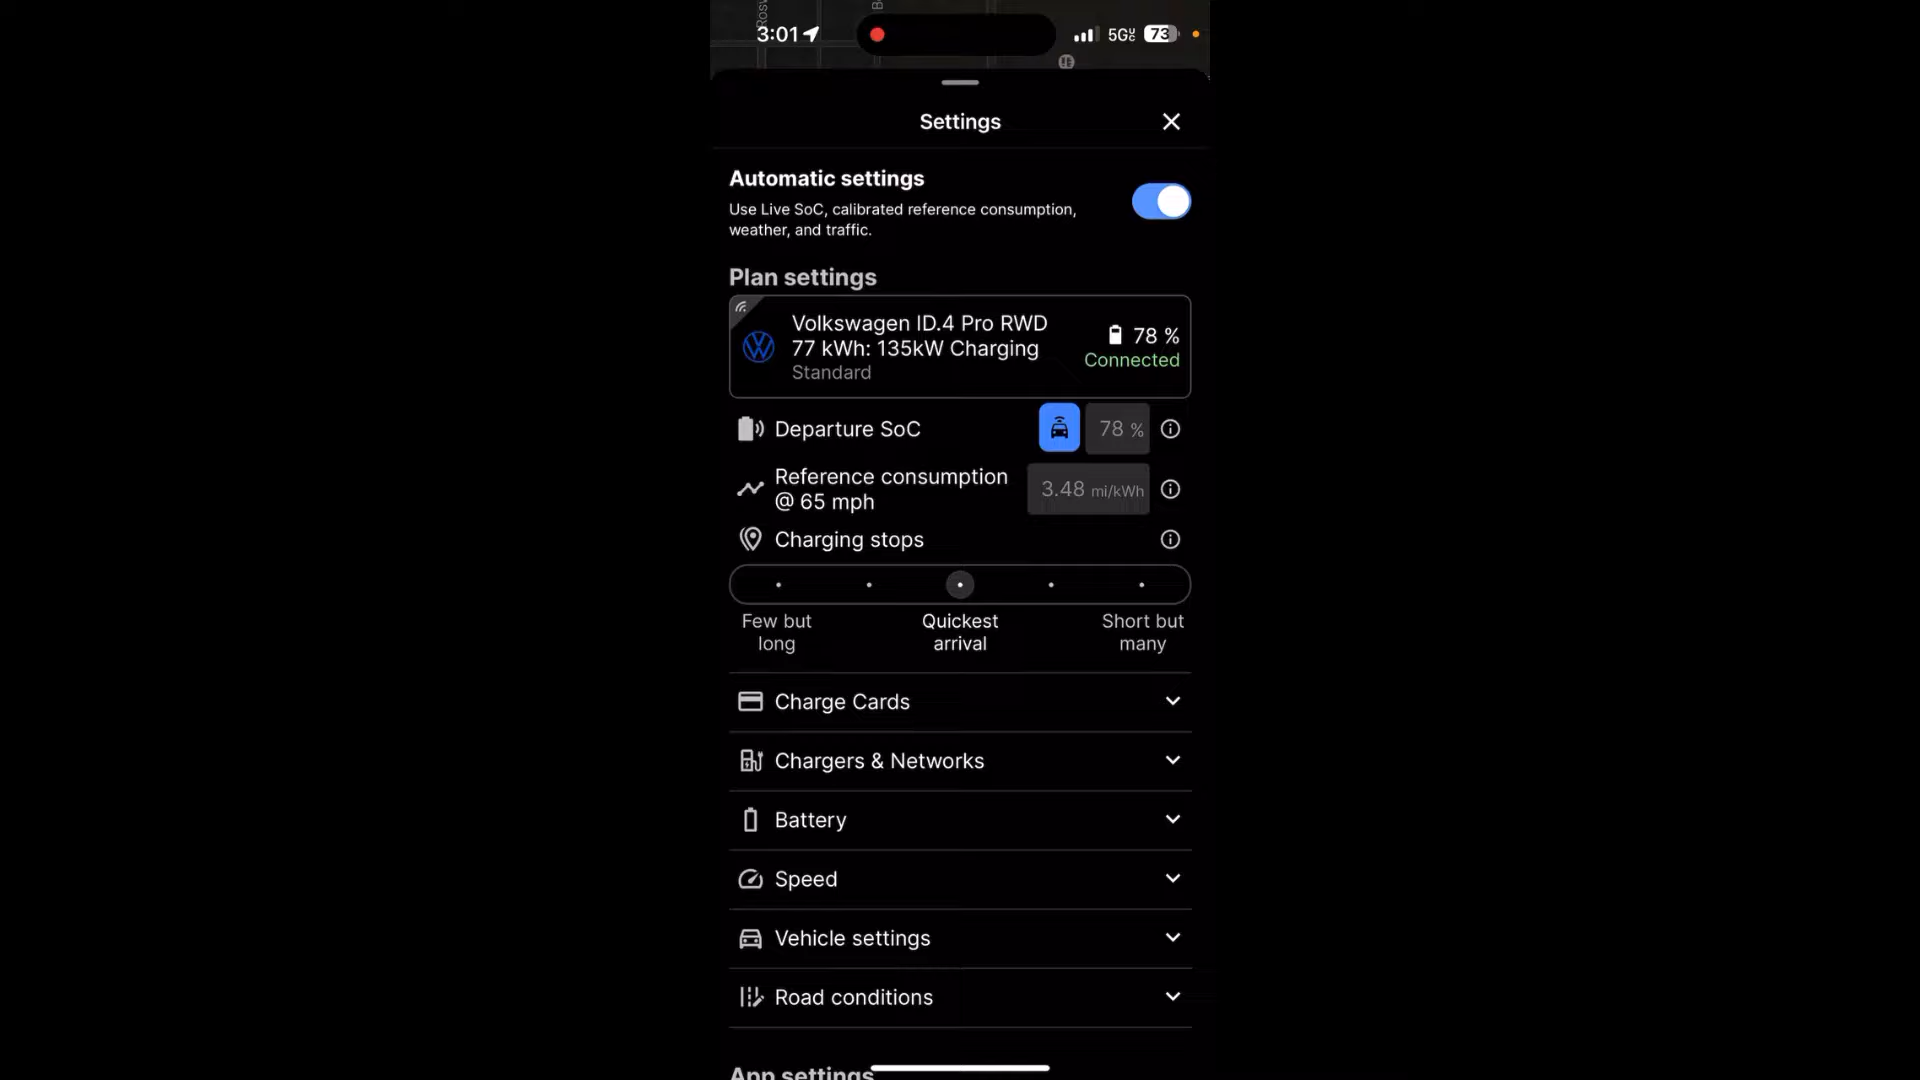 3:01
5G
73
Settings
Automatic settings
Use Live SoC, calibrated reference consumption,
weather, and traffic.
Plan settings
Volkswagen ID.4 Pro RWD
77 kWh: 135kW Charging
Standard
78 %
Connected
Departure SoC
78 %
Reference consumption
@ 65 mph
3.48 mi/kWh
Charging stops
Few but
long
Quickest
arrival
Short but
many
Charge Cards
Chargers & Networks
Battery
Speed
Vehicle settings
Road conditions
App settings